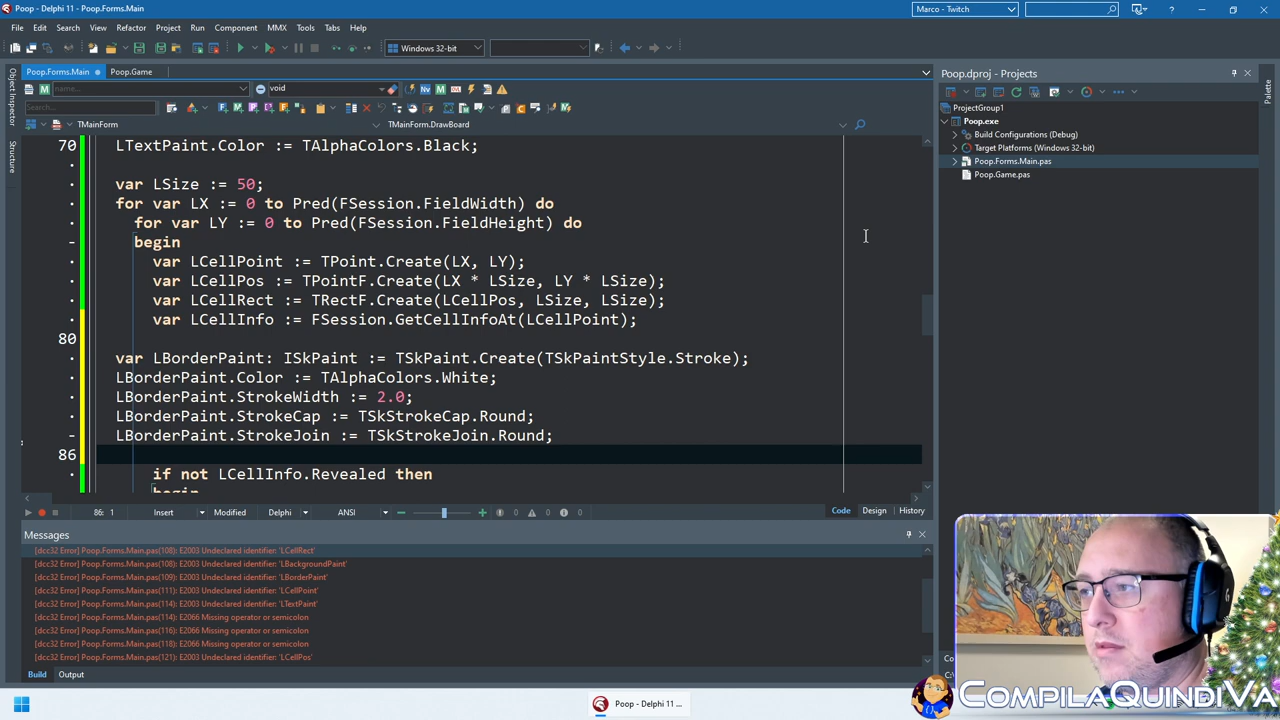 Poop - Delphi 11 - Poop.Forms.Main
Marco - Twitch
File Edit Search View Refactor Project Run Component MMX Tools Tabs Help
Windows 32-bit
Poop.Forms.Main Poop.Game
name... void
Search...
TMainForm TMainForm.DrawBoard
Object Inspector
Structure
70 LTextPaint.Color := TAlphaColors.Black;
var LSize := 50;
for var LX := 0 to Pred(FSession.FieldWidth) do
for var LY := 0 to Pred(FSession.FieldHeight) do
begin
var LCellPoint := TPoint.Create(LX, LY);
var LCellPos := TPointF.Create(LX * LSize, LY * LSize);
var LCellRect := TRectF.Create(LCellPos, LSize, LSize);
var LCellInfo := FSession.GetCellInfoAt(LCellPoint);
80
var LBorderPaint: ISkPaint := TSkPaint.Create(TSkPaintStyle.Stroke);
LBorderPaint.Color := TAlphaColors.White;
LBorderPaint.StrokeWidth := 2.0;
LBorderPaint.StrokeCap := TSkStrokeCap.Round;
LBorderPaint.StrokeJoin := TSkStrokeJoin.Round;
86
if not LCellInfo.Revealed then
begin
86: 1 Insert Modified Delphi ANSI 0 0 0 Code Design History
Messages
[dcc32 Error] Poop.Forms.Main.pas(108): E2003 Undeclared identifier: 'LCellRect'
[dcc32 Error] Poop.Forms.Main.pas(108): E2003 Undeclared identifier: 'LBackgroundPaint'
[dcc32 Error] Poop.Forms.Main.pas(109): E2003 Undeclared identifier: 'LBorderPaint'
[dcc32 Error] Poop.Forms.Main.pas(111): E2003 Undeclared identifier: 'LCellPoint'
[dcc32 Error] Poop.Forms.Main.pas(114): E2003 Undeclared identifier: 'LTextPaint'
[dcc32 Error] Poop.Forms.Main.pas(114): E2066 Missing operator or semicolon
[dcc32 Error] Poop.Forms.Main.pas(116): E2066 Missing operator or semicolon
[dcc32 Error] Poop.Forms.Main.pas(118): E2066 Missing operator or semicolon
[dcc32 Error] Poop.Forms.Main.pas(121): E2003 Undeclared identifier: 'LCellPos'
Build Output
Poop.dproj - Projects
ProjectGroup1
Poop.exe
Build Configurations (Debug)
Target Platforms (Windows 32-bit)
Poop.Forms.Main.pas
Poop.Game.pas
Palette
Poop - Delphi 11 ...
COMPILAQUINDIVA